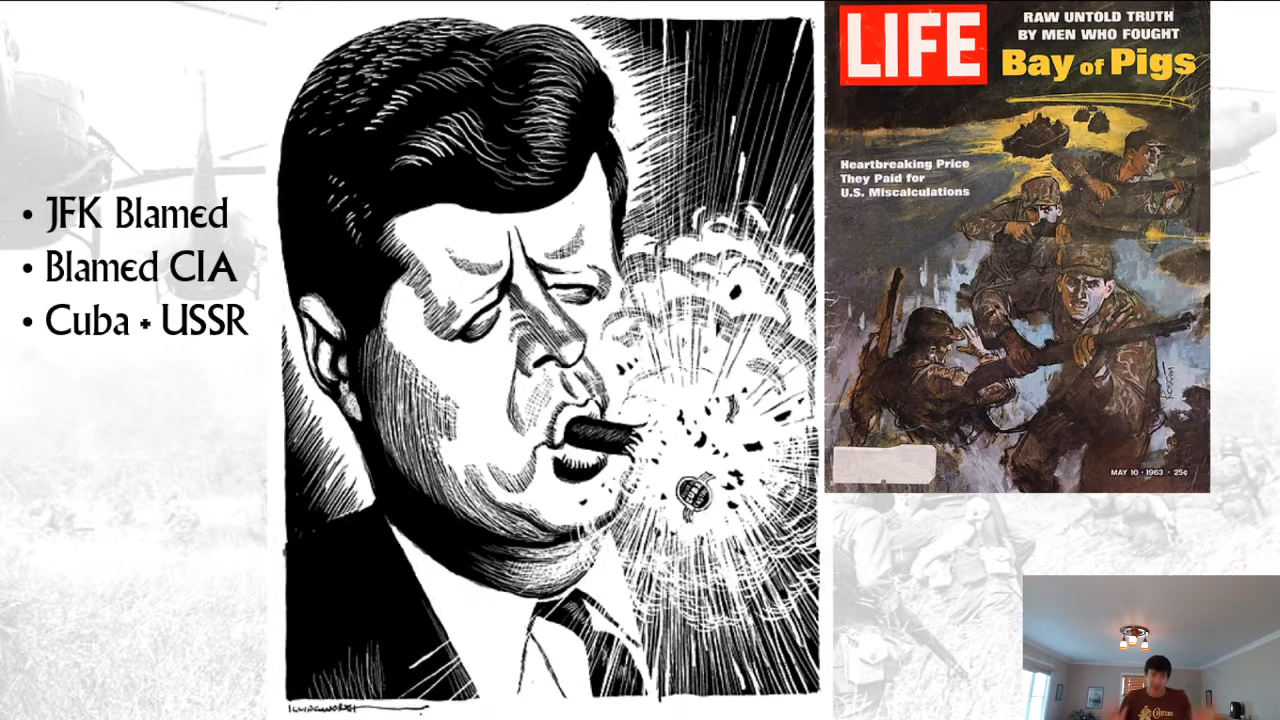 • JFK Blamed
• Blamed CIA
• Cuba + USSR
ILLINGWORTH
LIFE
RAW UNTOLD TRUTH
BY MEN WHO FOUGHT
Bay of Pigs
Heartbreaking Price
They Paid for
U.S. Miscalculations
MAY 10 · 1963 · 25¢